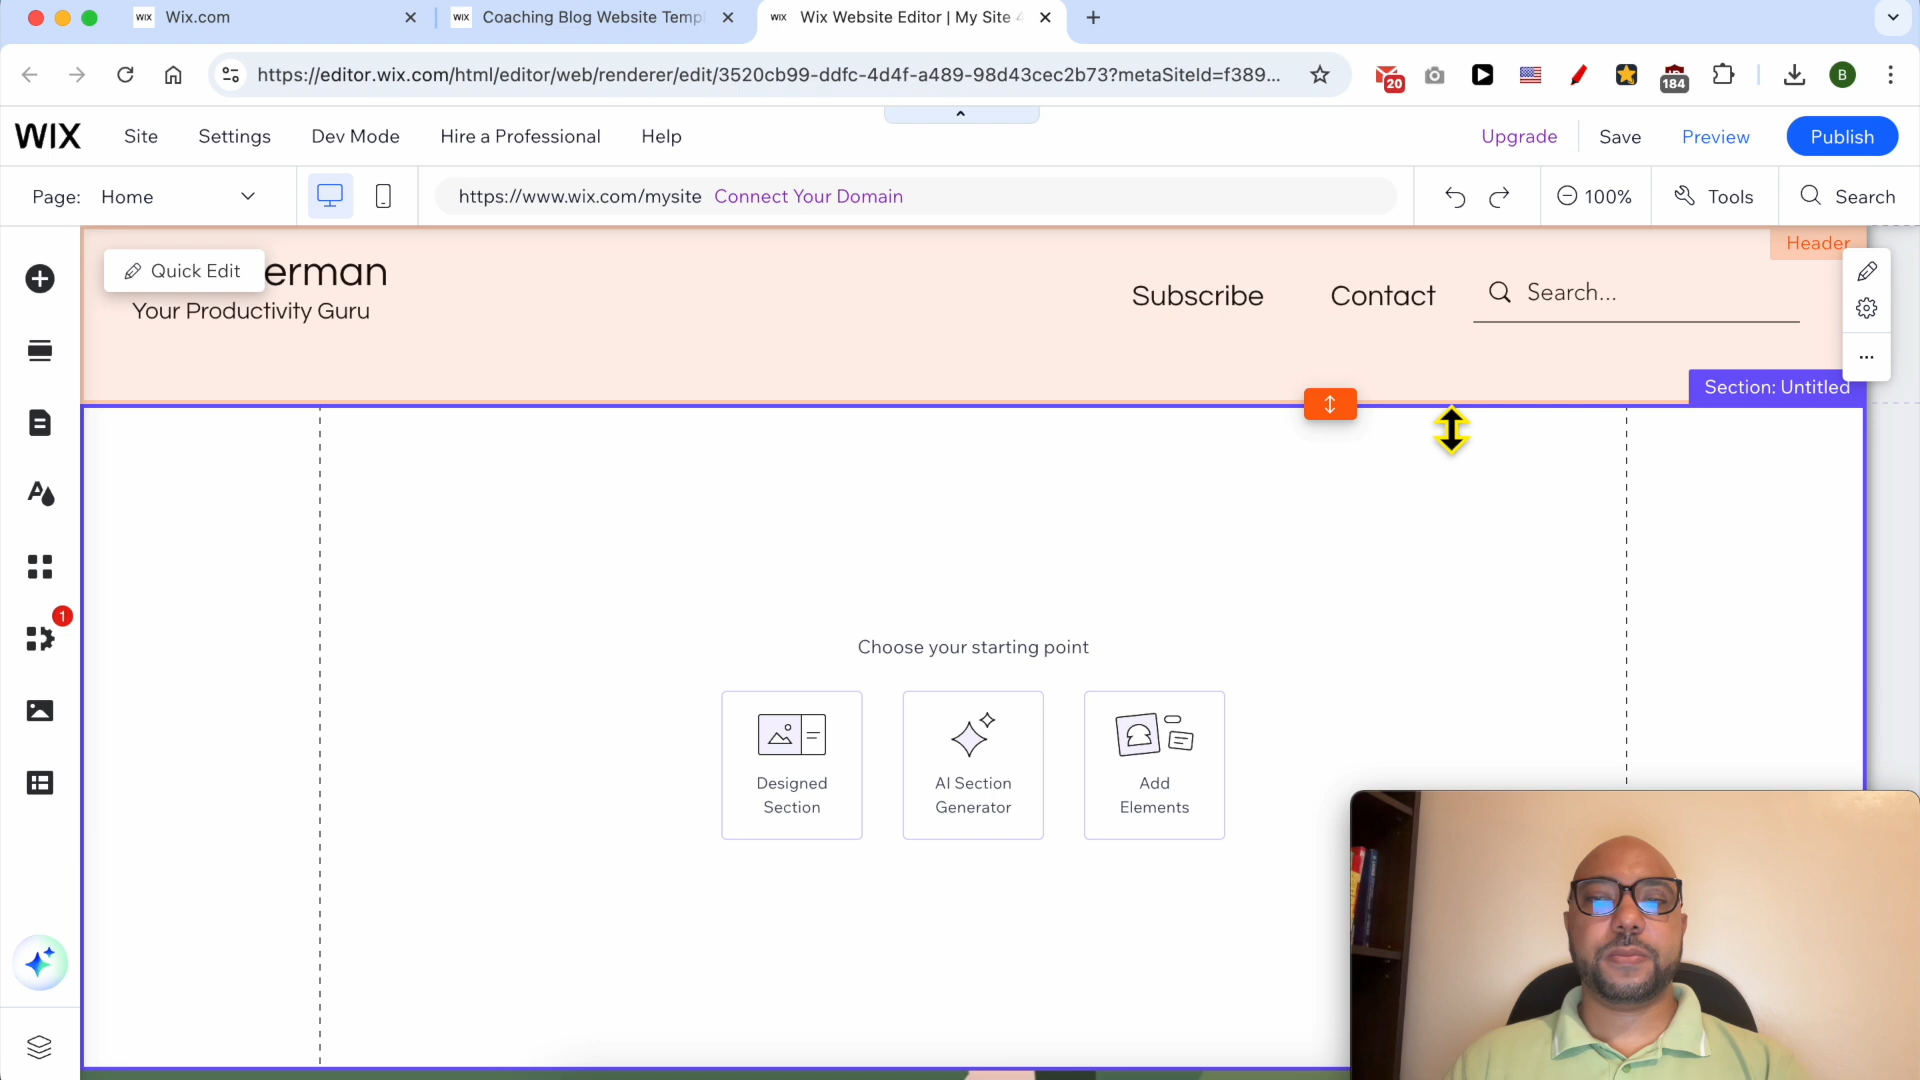 WIX Wix.com
WIX Coaching Blog Website Temp
WIX Wix Website Editor | My Site 4
https://editor.wix.com/html/editor/web/renderer/edit/3520cb99-ddfc-4d4f-a489-98d43cec2b73?metaSiteId=f389...
20
184
B
WIX
Site
Settings
Dev Mode
Hire a Professional
Help
Upgrade
Save
Preview
Publish
Page: Home
https://www.wix.com/mysite Connect Your Domain
100%
Tools
Search
Header
Quick Edit
erman
Your Productivity Guru
Subscribe
Contact
Search...
Section: Untitled
1
Choose your starting point
Designed
Section
AI Section
Generator
Add
Elements